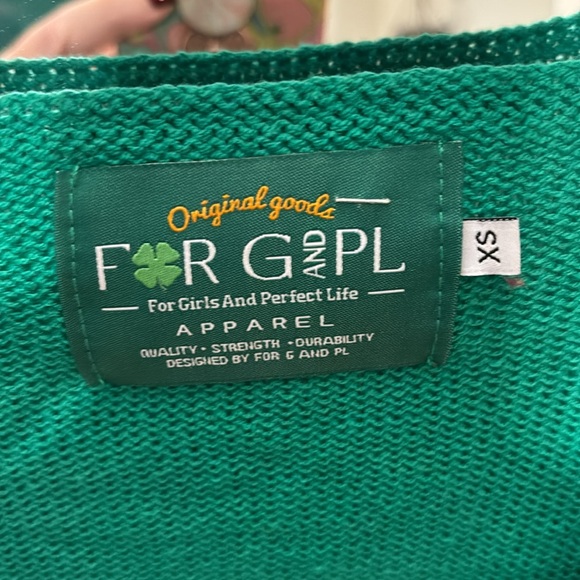 Original goods
FOR G AND PL
For Girls And Perfect Life
APPAREL
QUALITY · STRENGTH · DURABILITY
DESIGNED BY FOR G AND PL
XS